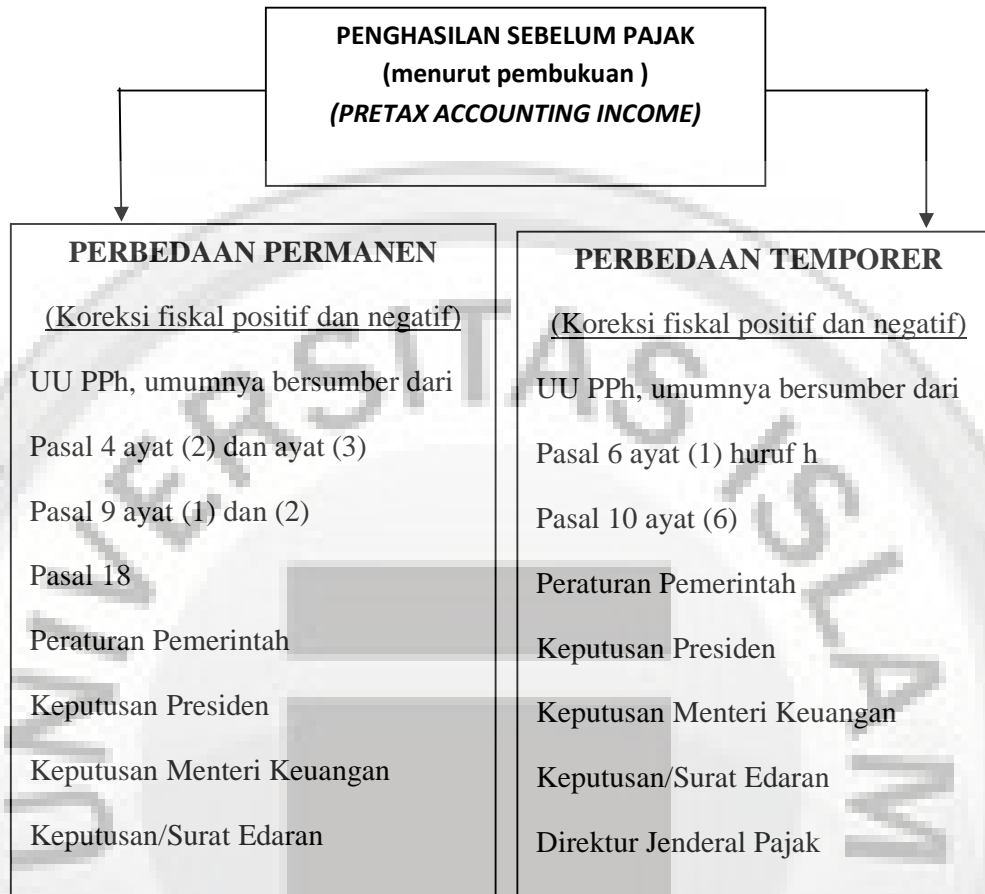 PENGHASILAN SEBELUM PAJAK
(menurut pembukuan )
(PRETAX ACCOUNTING INCOME)
PERBEDAAN PERMANEN
(Koreksi fiskal positif dan negatif)
UU PPh, umumnya bersumber dari
Pasal 4 ayat (2) dan ayat (3)
Pasal 9 ayat (1) dan (2)
Pasal 18
Peraturan Pemerintah
Keputusan Presiden
Keputusan Menteri Keuangan
Keputusan/Surat Edaran
PERBEDAAN TEMPORER
(Koreksi fiskal positif dan negatif)
UU PPh, umumnya bersumber dari
Pasal 6 ayat (1) huruf h
Pasal 10 ayat (6)
Peraturan Pemerintah
Keputusan Presiden
Keputusan Menteri Keuangan
Keputusan/Surat Edaran
Direktur Jenderal Pajak
UNIVERSITAS ISLAM